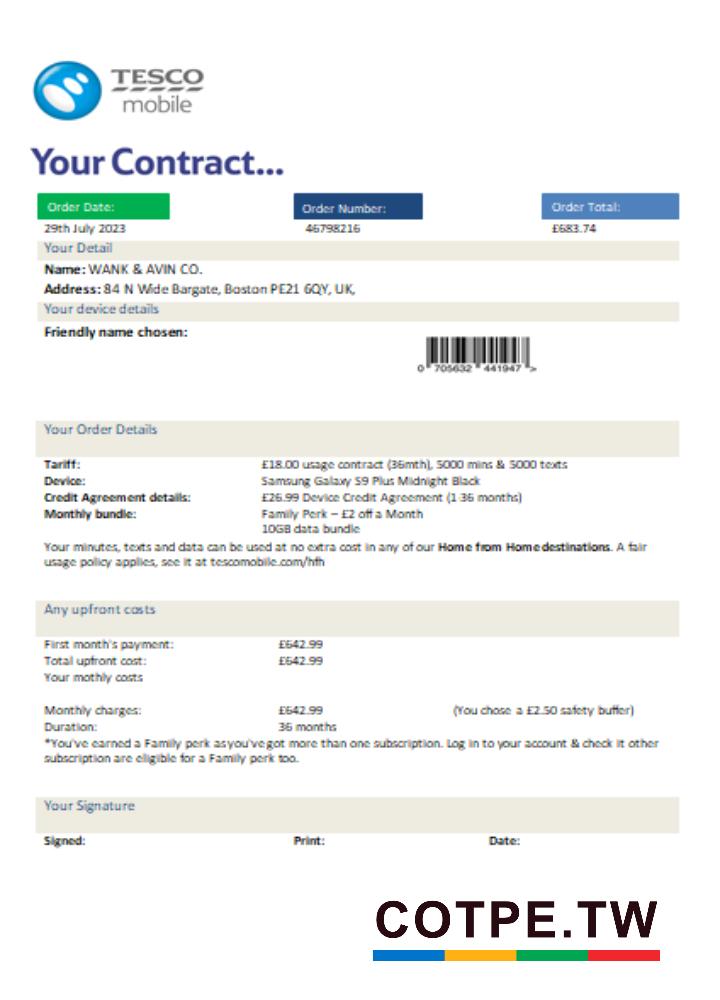 TESCO
mobile
Your Contract...
Order Date: Order Number: Order Total:
29th July 2023 46798216 £683.74
Your Detail
Name: WANK & AVIN CO.
Address: 84 N Wide Bargate, Boston PE21 6QY, UK,
Your device details
Friendly name chosen:
0 705632 441947 >
Your Order Details
Tariff: £18.00 usage contract (36mth), 5000 mins & 5000 texts
Device: Samsung Galaxy S9 Plus Midnight Black
Credit Agreement details: £26.99 Device Credit Agreement (1-36 months)
Monthly bundle: Family Perk – £2 off a Month
10GB data bundle
Your minutes, texts and data can be used at no extra cost in any of our Home from Home destinations. A fair
usage policy applies, see it at tescomobile.com/hfh
Any upfront costs
First month's payment: £642.99
Total upfront cost: £642.99
Your mothly costs
Monthly charges: £642.99 (You chose a £2.50 safety buffer)
Duration: 36 months
*You've earned a Family perk as you've got more than one subscription. Log in to your account & check it other
subscription are eligible for a Family perk too.
Your Signature
Signed: Print: Date:
COTPE.TW